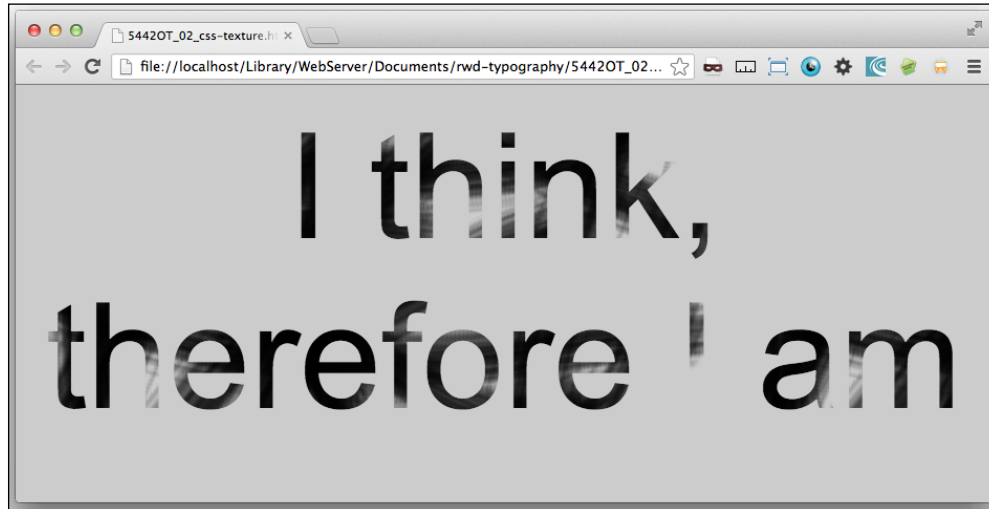 5442OT_02_css-texture.h
file://localhost/Library/WebServer/Documents/rwd-typography/5442OT_02...
I think,
therefore I am